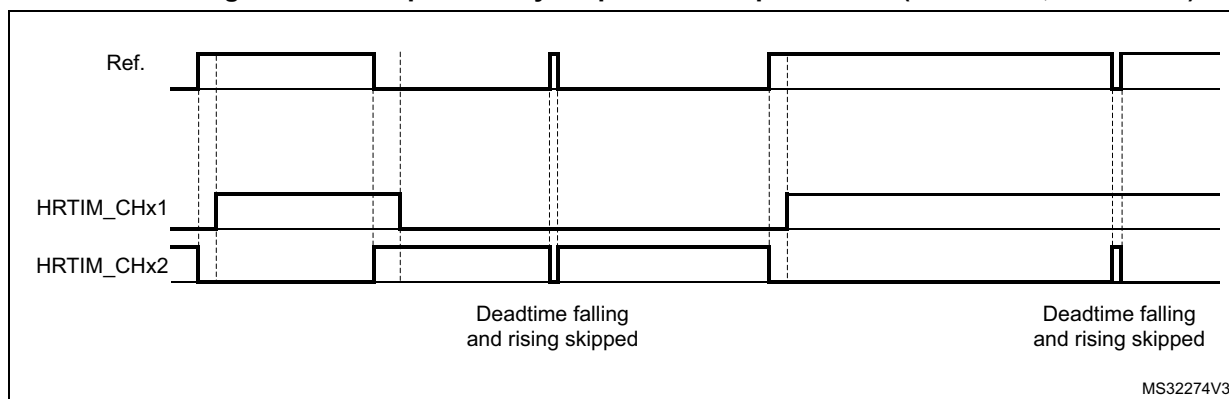 Ref.
HRTIM_CHx1
HRTIM_CHx2
Deadtime falling
and rising skipped
Deadtime falling
and rising skipped
MS32274V3